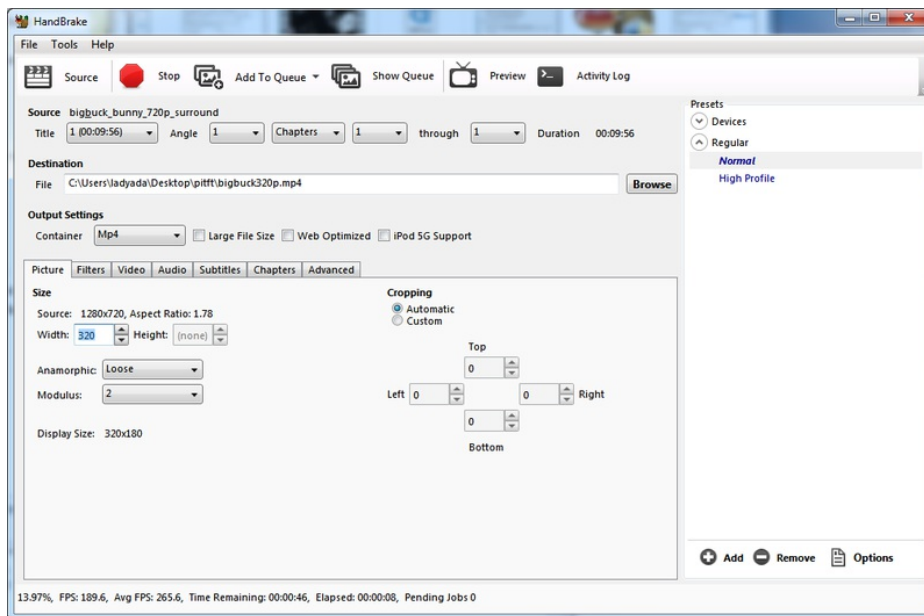 HandBrake
File Tools Help
Source Stop Add To Queue Show Queue Preview Activity Log
Source bigbuck_bunny_720p_surround
Title 1 (00:09:56) Angle 1 Chapters 1 through 1 Duration 00:09:56
Destination
File C:\Users\ladyada\Desktop\pitft\bigbuck320p.mp4 Browse
Output Settings
Container Mp4 Large File Size Web Optimized iPod 5G Support
Picture Filters Video Audio Subtitles Chapters Advanced
Size
Source: 1280x720, Aspect Ratio: 1.78
Width: 320 Height: (none)
Anamorphic: Loose
Modulus: 2
Display Size: 320x180
Cropping
Automatic
Custom
Top
0
Left 0 0 Right
0
Bottom
Presets
Devices
Regular
Normal
High Profile
Add Remove Options
13.97%, FPS: 189.6, Avg FPS: 265.6, Time Remaining: 00:00:46, Elapsed: 00:00:08, Pending Jobs 0